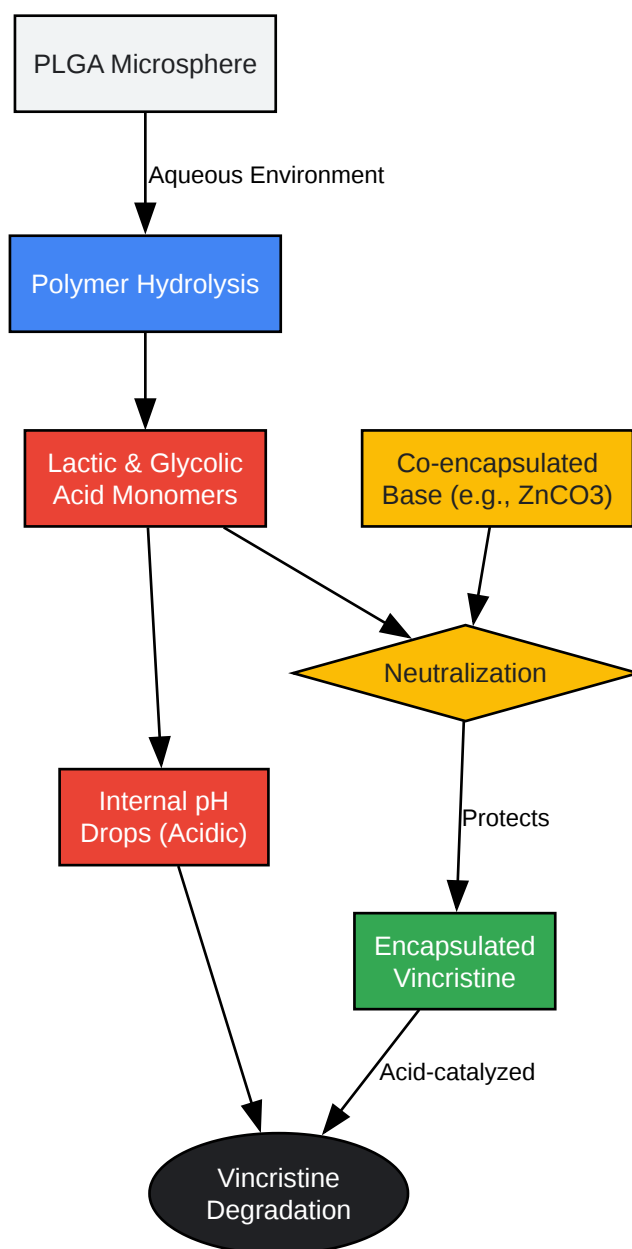 PLGA Microsphere
Aqueous Environment
Polymer Hydrolysis
Lactic & Glycolic
Acid Monomers
Co-encapsulated
Base (e.g., ZnCO3)
Neutralization
Internal pH
Drops (Acidic)
Protects
Encapsulated
Vincristine
Acid-catalyzed
Vincristine
Degradation